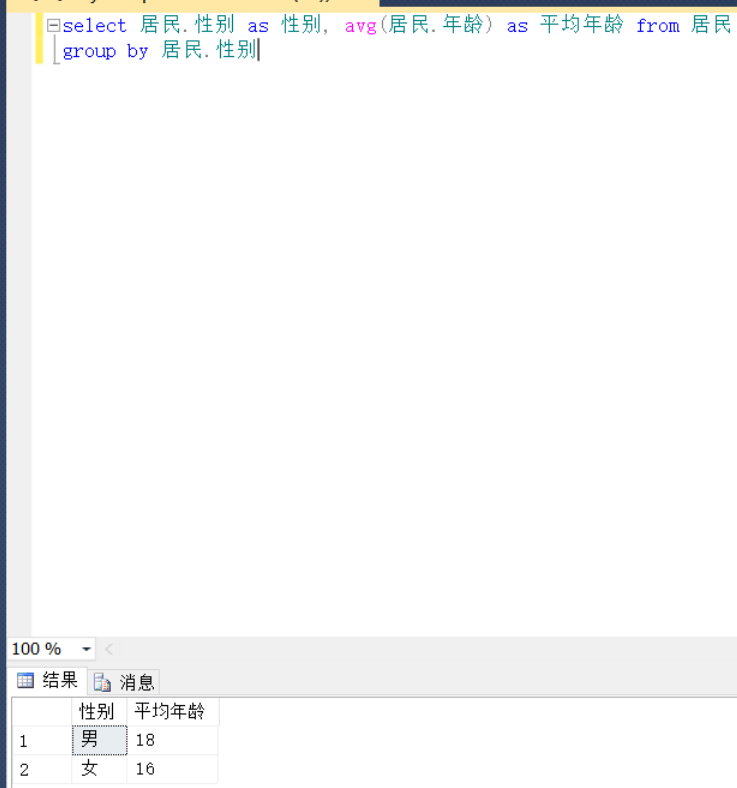 select 居民.性别 as 性别, avg(居民.年龄) as 平均年龄 from 居民
group by 居民.性别
100 %
结果 消息
性别 平均年龄
1 男 18
2 女 16